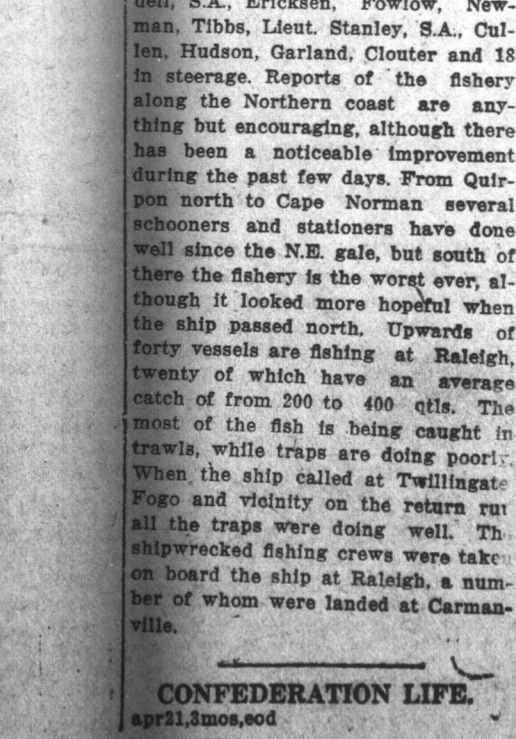 dell, S.A., Ericksen, Fowlow, New-
man, Tibbs, Lieut. Stanley, S.A., Cul-
len, Hudson, Garland, Clouter and 18
in steerage. Reports of the fishery
along the Northern coast are any-
thing but encouraging, although there
has been a noticeable improvement
during the past few days. From Quir-
pon north to Cape Norman several
schooners and stationers have done
well since the N.E. gale, but south of
there the fishery is the worst ever, al-
though it looked more hopeful when
the ship passed north. Upwards of
forty vessels are fishing at Raleigh,
twenty of which have an average
catch of from 200 to 400 qtls. The
most of the fish is being caught in
trawls, while traps are doing poorly.
When the ship called at Twillingate
Fogo and vicinity on the return run
all the traps were doing well. Th
shipwrecked fishing crews were taken
on board the ship at Raleigh, a num-
ber of whom were landed at Carman-
ville.
CONFEDERATION LIFE.
apr21,3mos,eod